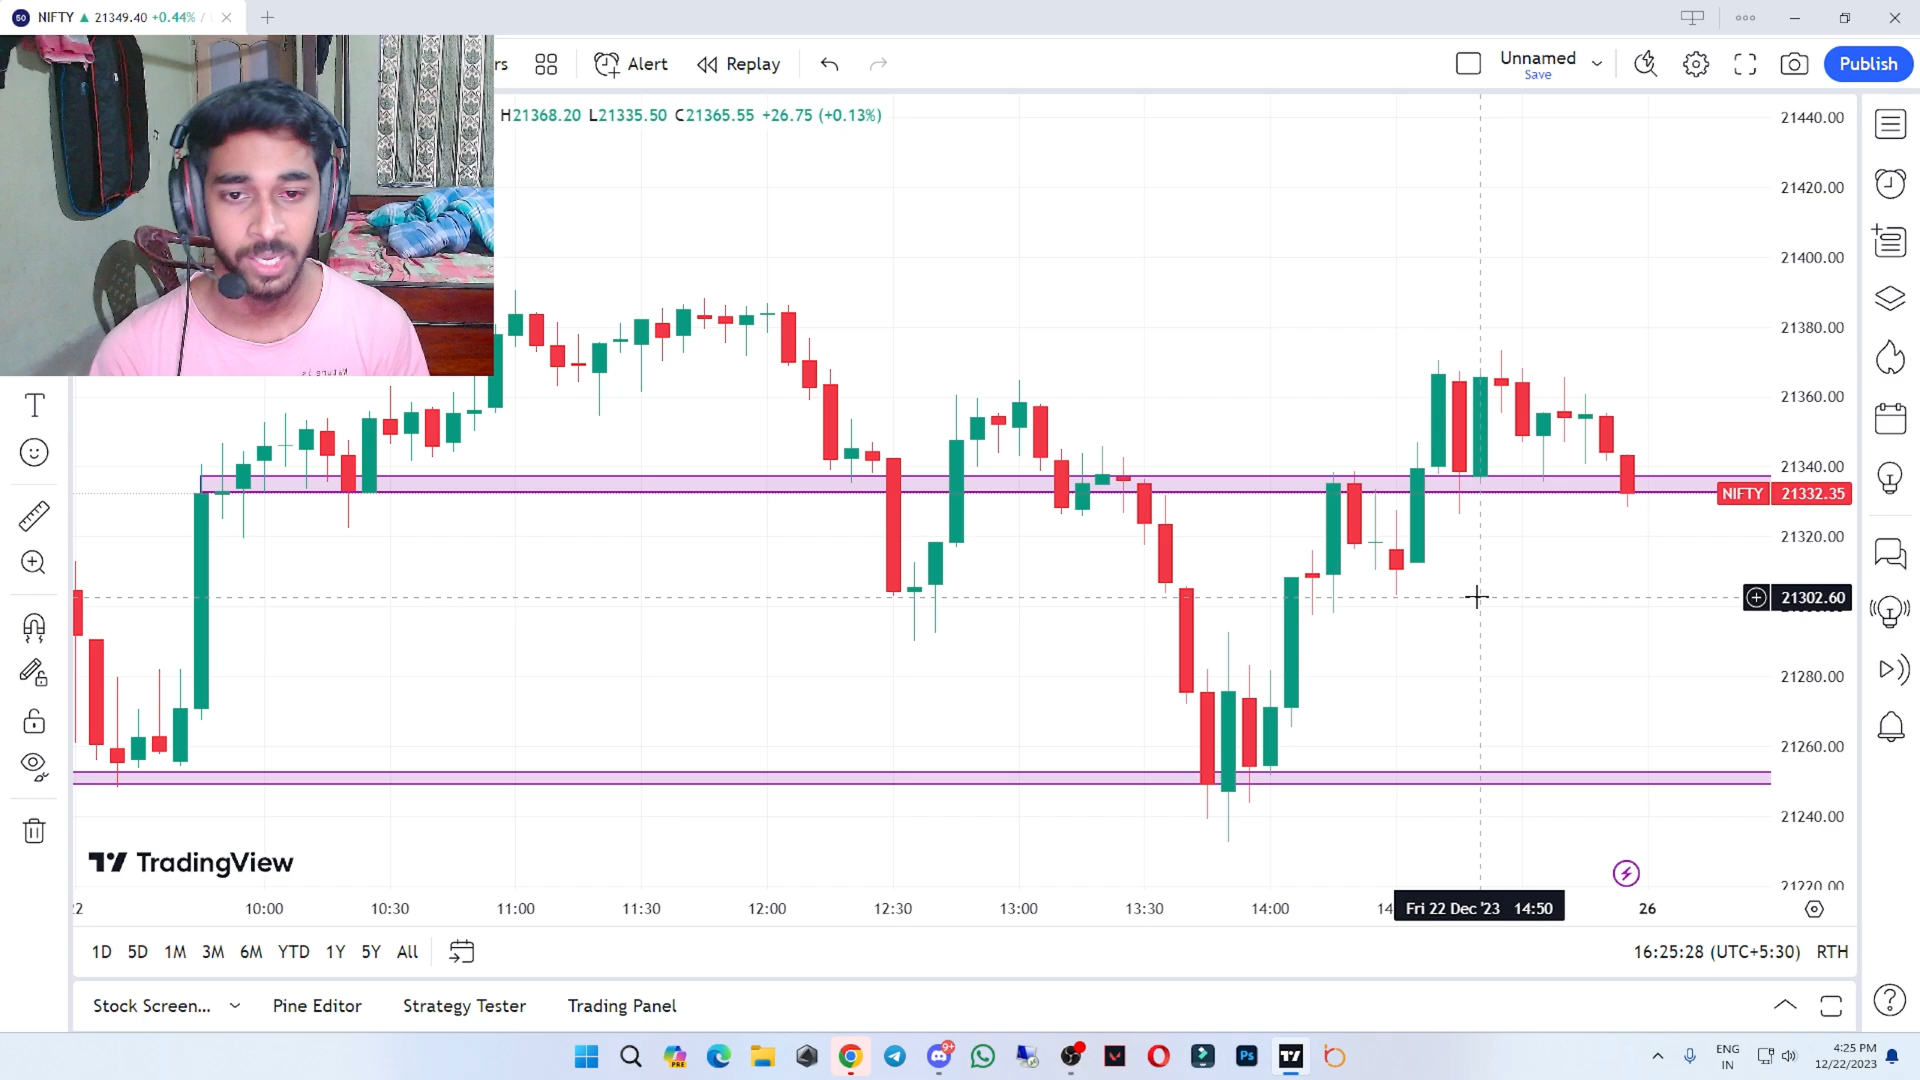 50 NIFTY ▲ 21349.40 +0.44% /
rs Alert Replay
Unnamed
Save
Publish
H21368.20 L21335.50 C21365.55 +26.75 (+0.13%)
21440.00
21420.00
21400.00
21380.00
21360.00
21340.00
NIFTY 21332.35
21320.00
21302.60
21280.00
21260.00
21240.00
21220.00
TradingView
10:00 10:30 11:00 11:30 12:00 12:30 13:00 13:30 14:00 14 Fri 22 Dec '23 14:50 26
1D 5D 1M 3M 6M YTD 1Y 5Y All
16:25:28 (UTC+5:30) RTH
Stock Screen... Pine Editor Strategy Tester Trading Panel
PRE
9+
Ps
ENG
IN
4:25 PM
12/22/2023